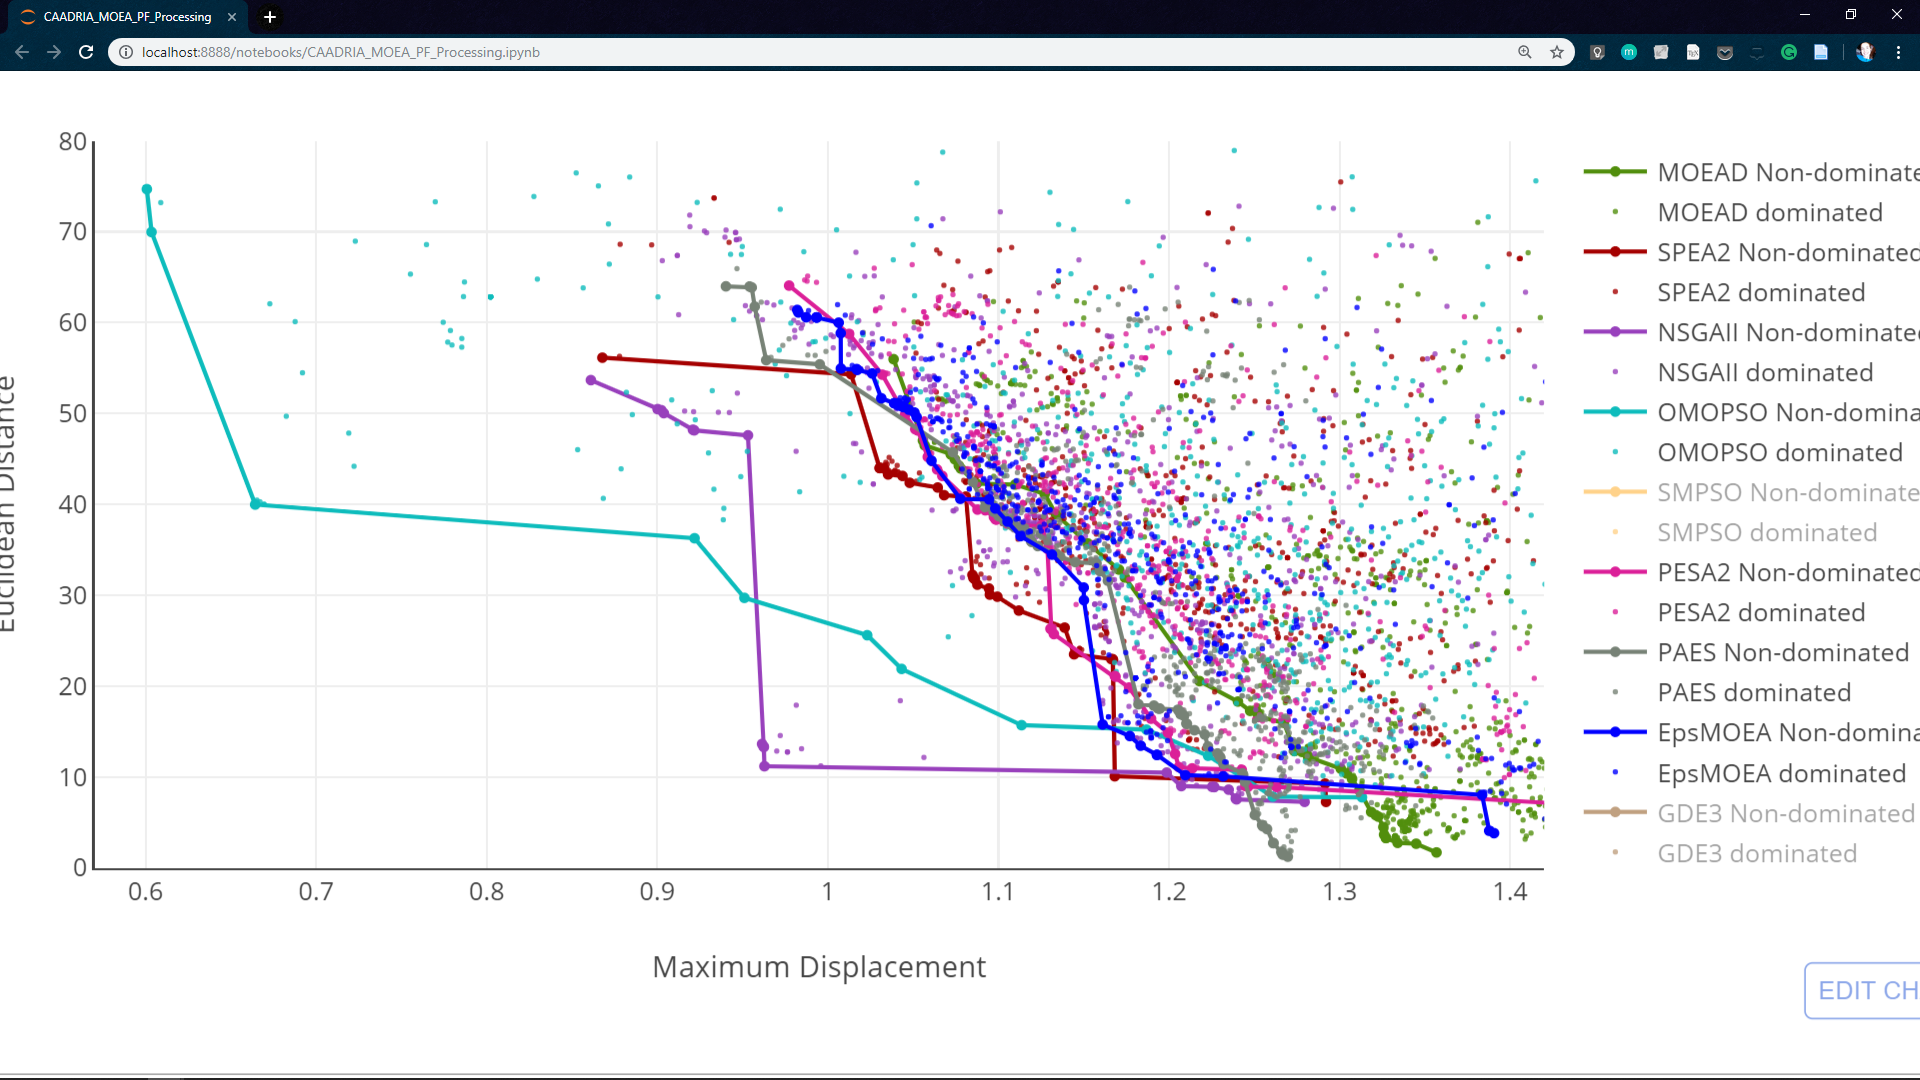 CAADRIA_MOEA_PF_Processing
localhost:8888/notebooks/CAADRIA_MOEA_PF_Processing.ipynb
80
70
60
50
40
30
20
10
0
Euclidean Distance
0.6 0.7 0.8 0.9 1 1.1 1.2 1.3 1.4
Maximum Displacement
MOEAD Non-dominate
MOEAD dominated
SPEA2 Non-dominated
SPEA2 dominated
NSGAII Non-dominated
NSGAII dominated
OMOPSO Non-domina
OMOPSO dominated
SMPSO Non-dominate
SMPSO dominated
PESA2 Non-dominated
PESA2 dominated
PAES Non-dominated
PAES dominated
EpsMOEA Non-domina
EpsMOEA dominated
GDE3 Non-dominated
GDE3 dominated
EDIT CH